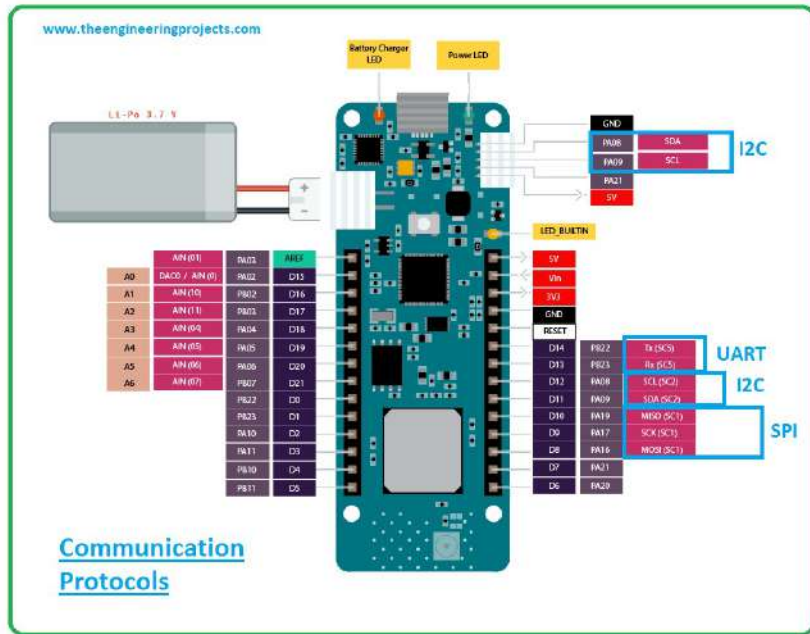 www.theengineeringprojects.com
Battery Charger
LED
Power LED
Li-Po 3.7 V
+
-
GND
PA08 SDA
PA09 SCL
PA21
5V
I2C
LED_BUILTIN
AIN (01) PA03 AREF
A0 DAC0 / AIN (0) PA02 D15
A1 AIN (10) PB02 D16
A2 AIN (11) PB03 D17
A3 AIN (04) PA04 D18
A4 AIN (05) PA05 D19
A5 AIN (06) PA06 D20
A6 AIN (07) PB07 D21
PB22 D0
PB23 D1
PA10 D2
PA11 D3
PB10 D4
PB11 D5
5V
Vin
3V3
GND
RESET
D14 PB22 Tx (SC5)
D13 PB23 Rx (SC5)
UART
D12 PA08 SCL (SC2)
D11 PA09 SDA (SC2)
I2C
D10 PA19 MISO (SC1)
D9 PA17 SCK (SC1)
D8 PA16 MOSI (SC1)
SPI
D7 PA21
D6 PA20
Communication
Protocols